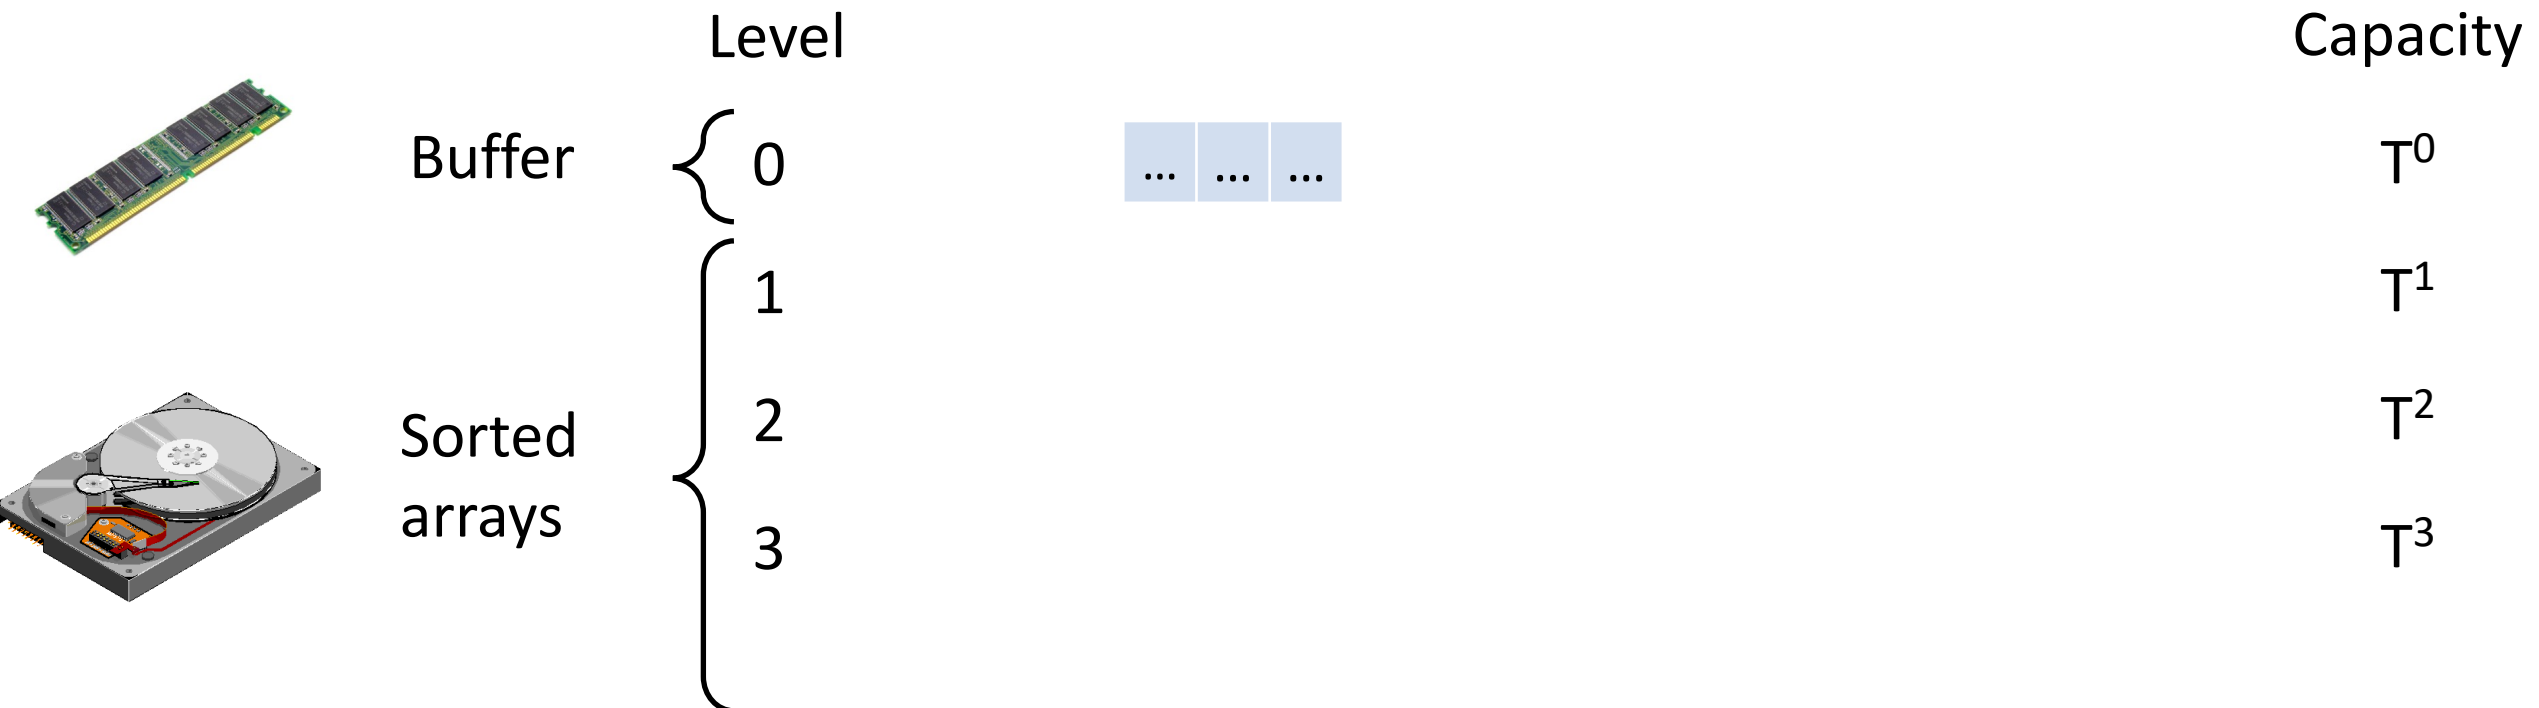 Level Capacity
Buffer 0 ... ... ... T⁰
1 T¹
Sorted 2 T²
arrays
3 T³